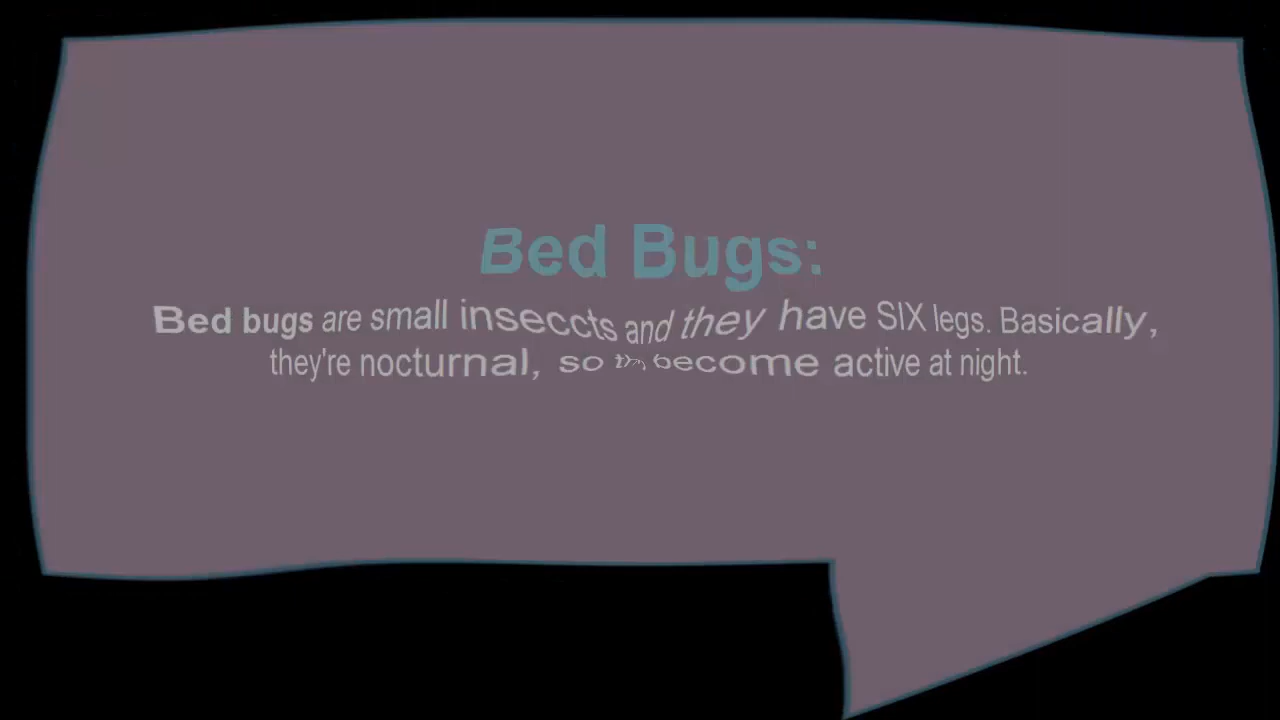 Bed Bugs:
Bed bugs are small inseccts and they have SIX legs. Basically,
they're nocturnal, so become active at night.